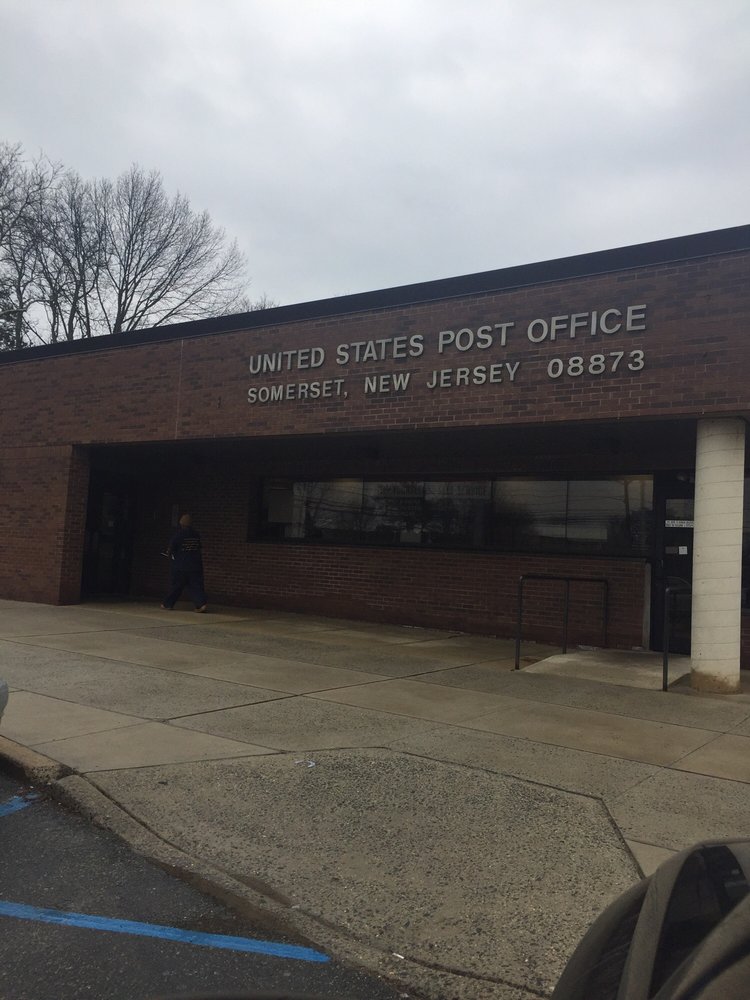 UNITED STATES POST OFFICE
SOMERSET, NEW JERSEY 08873